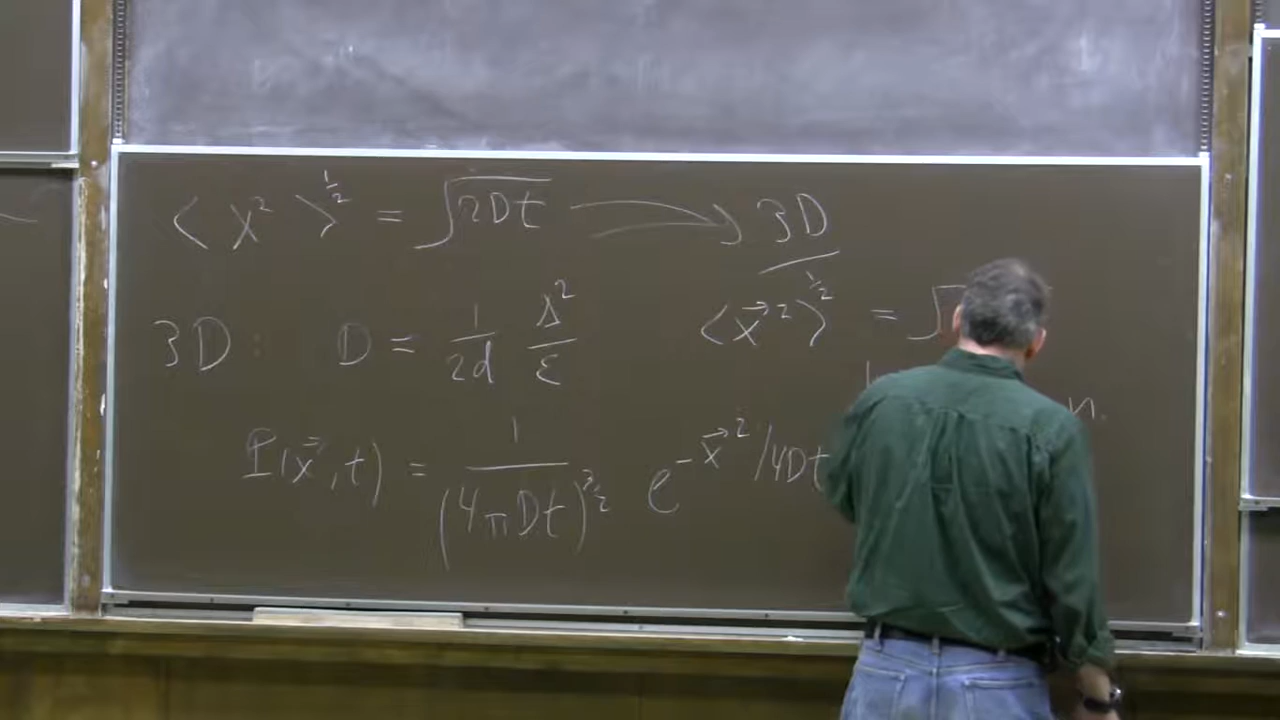 < x² >^½ = √2Dt → 3D
<x⃗²>^½ = √
3D: D = 1/2d Δ²/ε
P(x⃗,t) = 1/(4πDt)^3/2 e^-x⃗²/4Dt